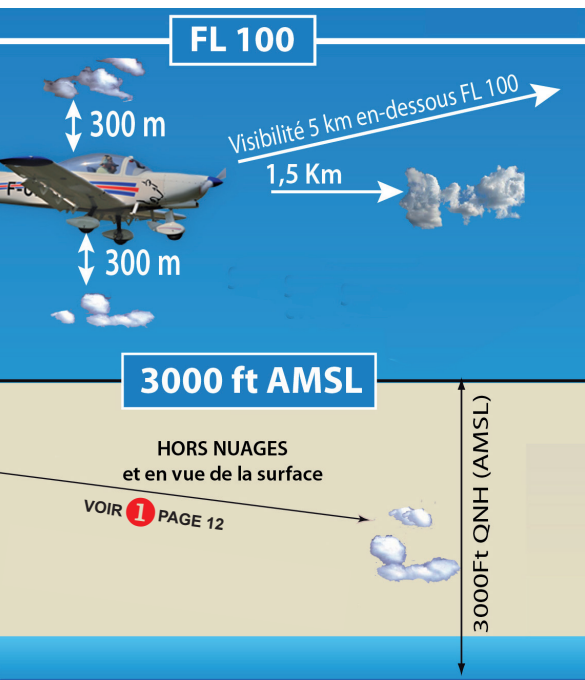 FL 100
300 m
Visibilité 5 km en-dessous FL 100
1,5 Km
300 m
3000 ft AMSL
HORS NUAGES
et en vue de la surface
VOIR 1 PAGE 12
3000Ft QNH (AMSL)